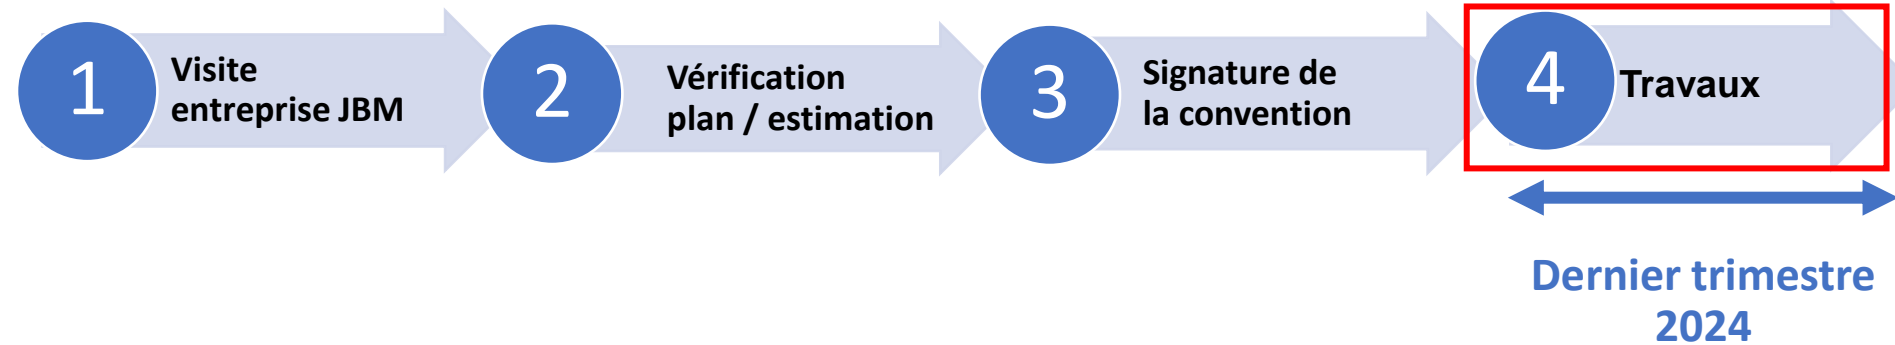 1
Visite
entreprise JBM
2
Vérification
plan / estimation
3
Signature de
la convention
4
Travaux
Dernier trimestre
2024